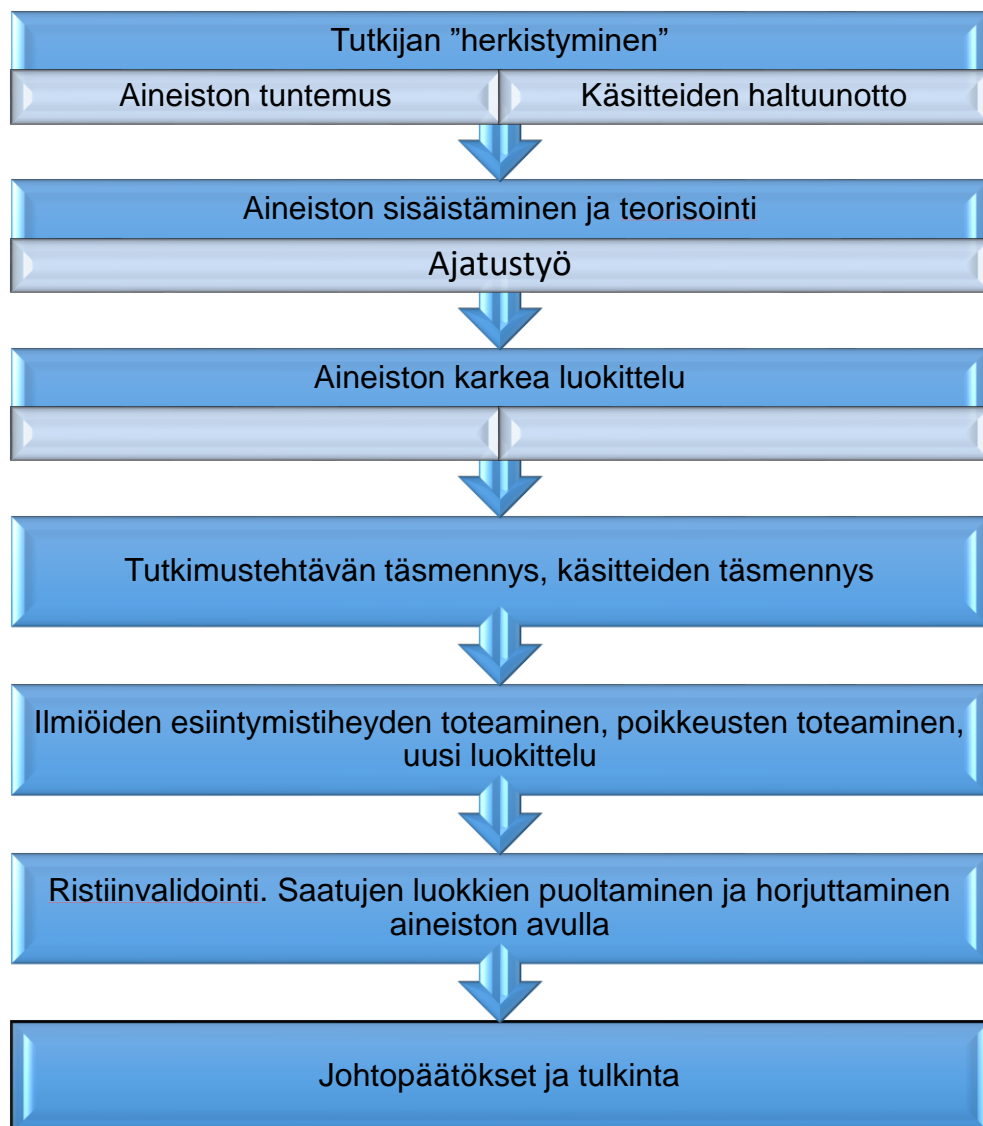 Tutkijan ”herkistyminen”
Aineiston tuntemus
Käsitteiden haltuunotto
Aineiston sisäistäminen ja teorisointi
Ajatustyö
Aineiston karkea luokittelu
Tutkimustehtävän täsmennys, käsitteiden täsmennys
Ilmiöiden esiintymistiheyden toteaminen, poikkeusten toteaminen,
uusi luokittelu
Ristiinvalidointi. Saatujen luokkien puoltaminen ja horjuttaminen
aineiston avulla
Johtopäätökset ja tulkinta